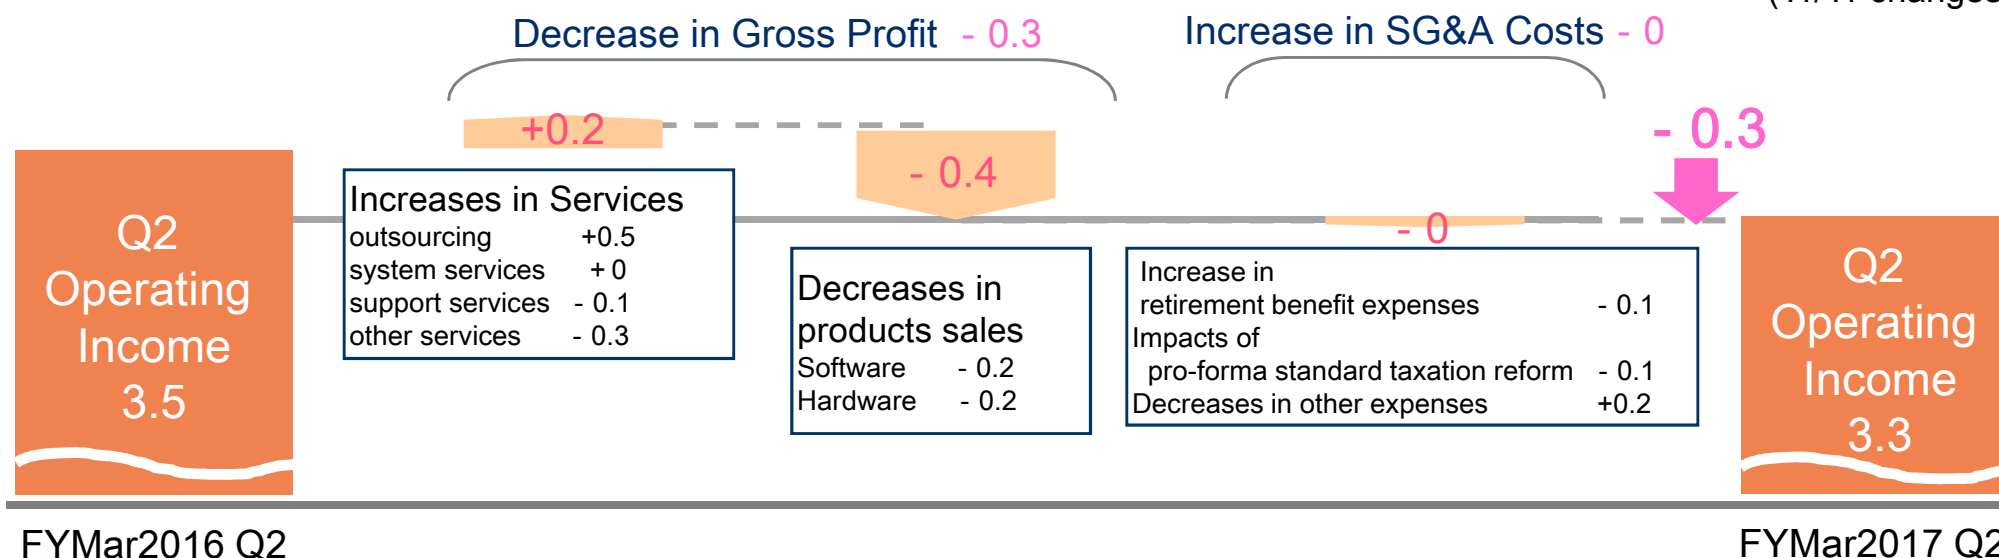 Decrease in Gross Profit - 0.3
Increase in SG&A Costs - 0
+0.2
- 0.4
- 0
- 0.3
Q2
Operating
Income
3.5
Increases in Services
outsourcing +0.5
system services + 0
support services - 0.1
other services - 0.3
Decreases in
products sales
Software - 0.2
Hardware - 0.2
Increase in
retirement benefit expenses - 0.1
Impacts of
pro-forma standard taxation reform - 0.1
Decreases in other expenses +0.2
Q2
Operating
Income
3.3
FYMar2016 Q2
FYMar2017 Q2